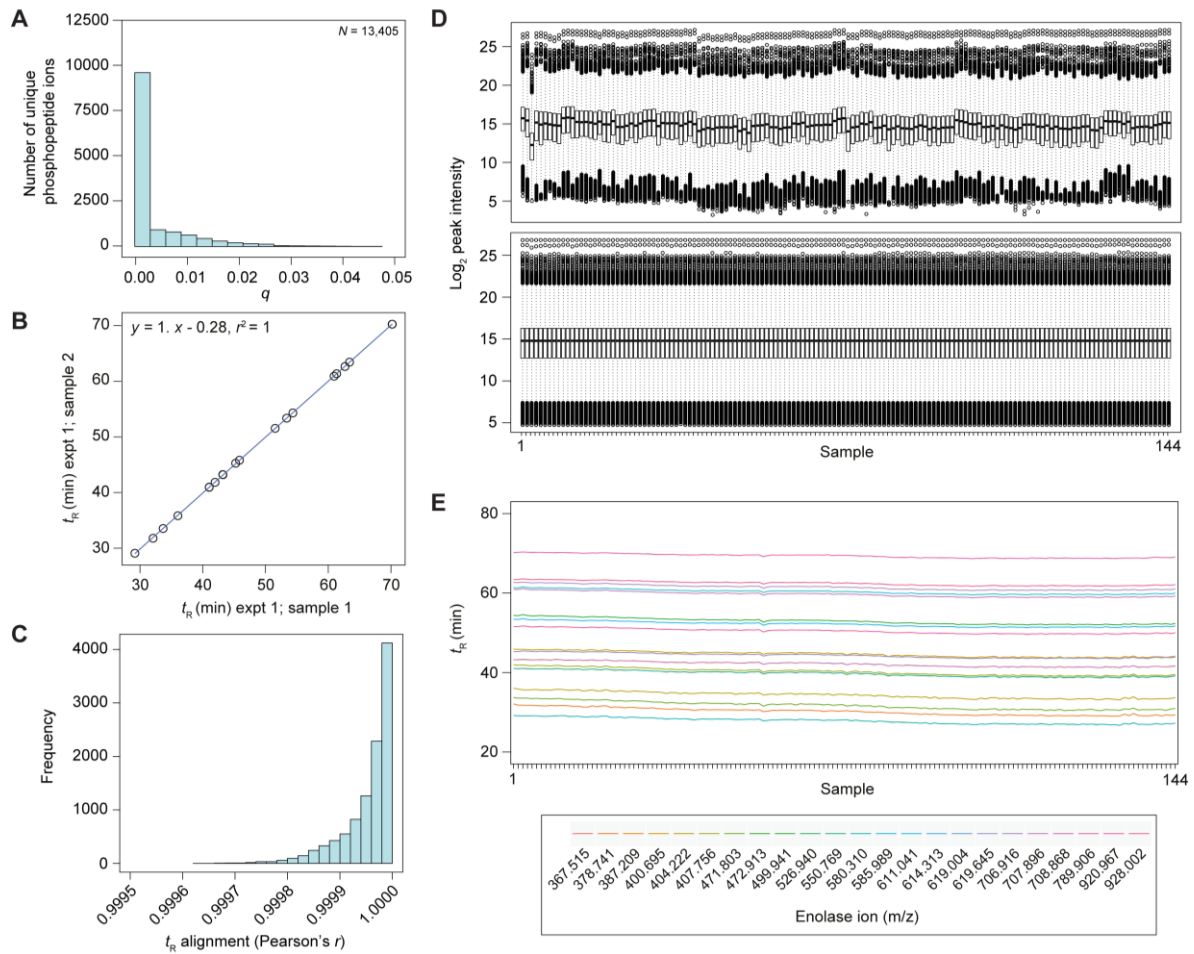 A
N = 13,405
Number of unique
phosphopeptide ions
12500
10000
7500
5000
2500
0
0.00 0.01 0.02 0.03 0.04 0.05
q
B
y = 1. x - 0.28, r² = 1
tR (min) expt 1; sample 2
70
60
50
40
30
30 40 50 60 70
tR (min) expt 1; sample 1
C
Frequency
4000
3000
2000
1000
0
0.9995 0.9996 0.9997 0.9998 0.9999 1.0000
tR alignment (Pearson's r)
D
Log2 peak intensity
25
20
15
10
5
25
20
15
10
5
1 144
Sample
E
tR (min)
80
60
40
20
1 144
Sample
367.515 378.741 387.209 400.695 404.222 407.756 471.803 472.913 499.941 526.940 550.769 580.310 585.989 611.041 614.313 619.004 619.645 706.916 707.896 708.868 789.906 920.967 928.002
Enolase ion (m/z)